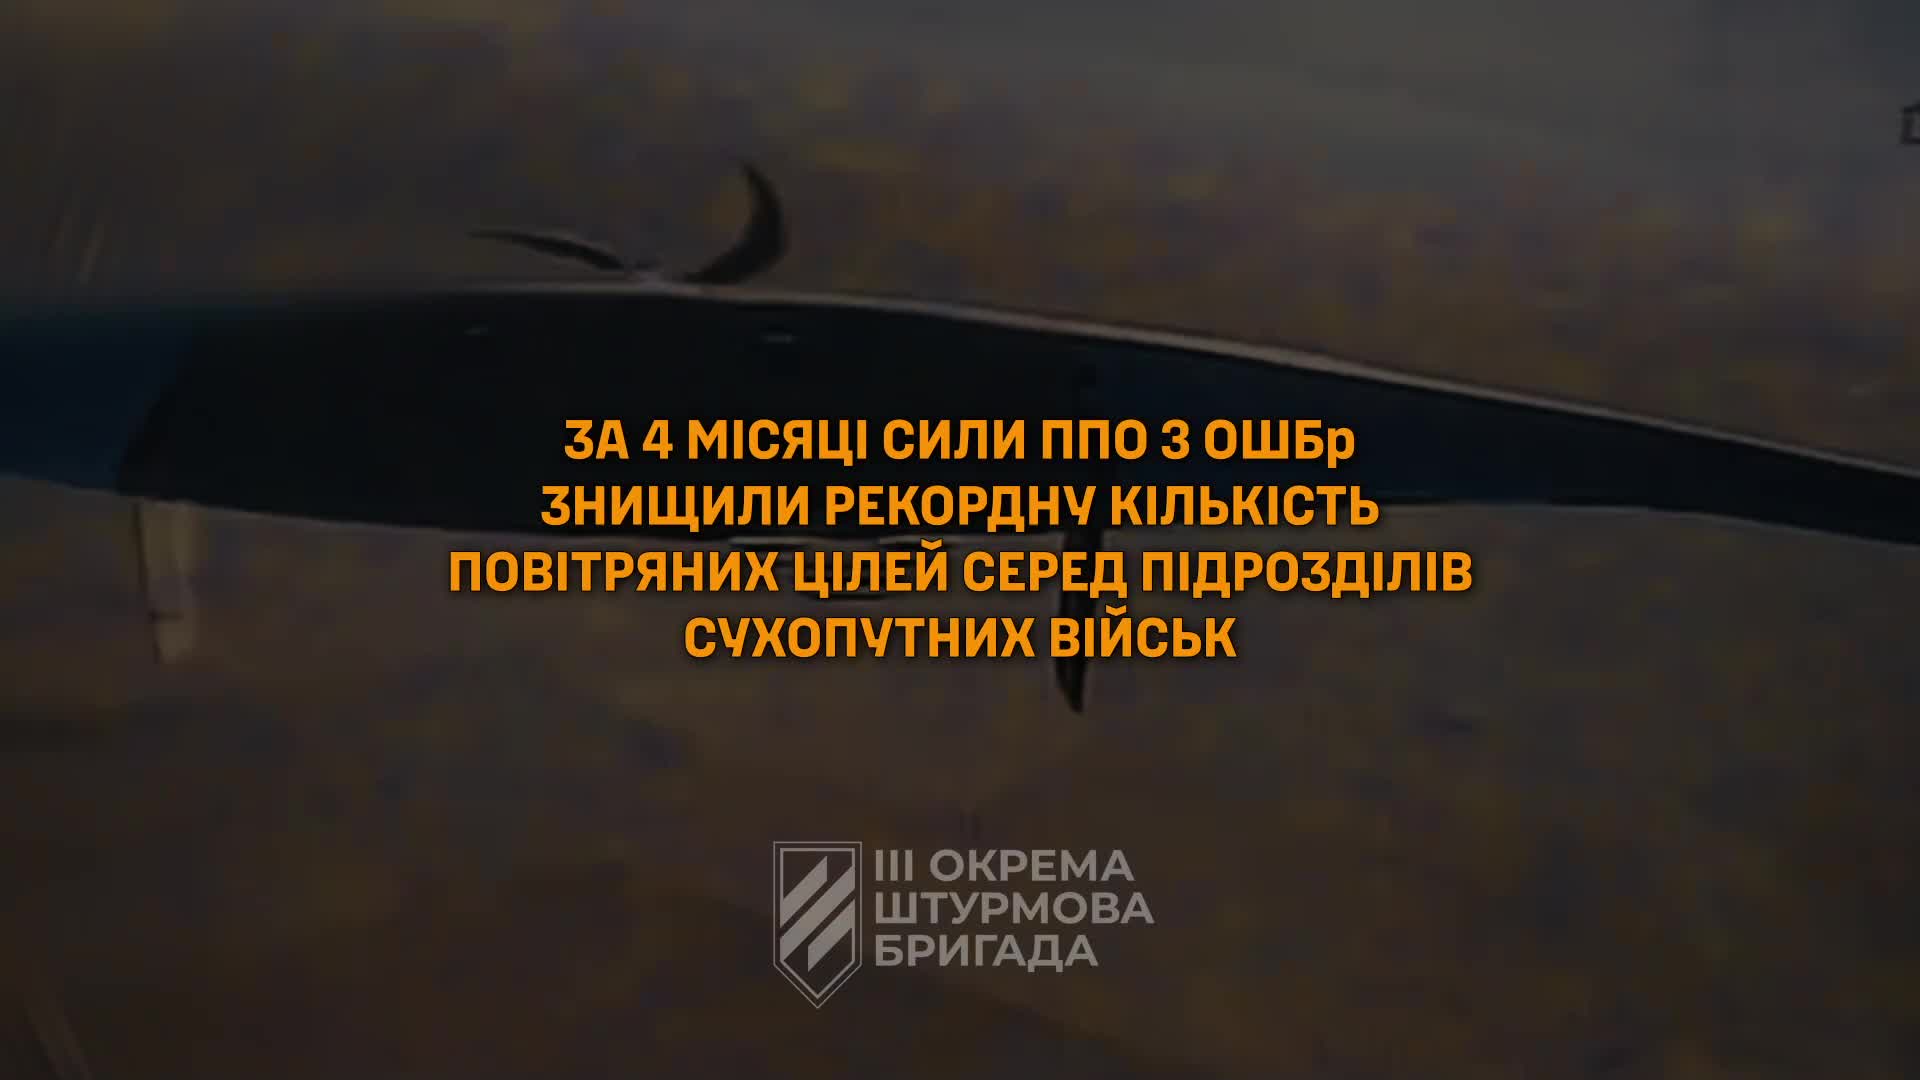 ЗА 4 МІСЯЦІ СИЛИ ППО 3 ОШБр
ЗНИЩИЛИ РЕКОРДНУ КІЛЬКІСТЬ
ПОВІТРЯНИХ ЦІЛЕЙ СЕРЕД ПІДРОЗДІЛІВ
СУХОПУТНИХ ВІЙСЬК
III ОКРЕМА
ШТУРМОВА
БРИГАДА